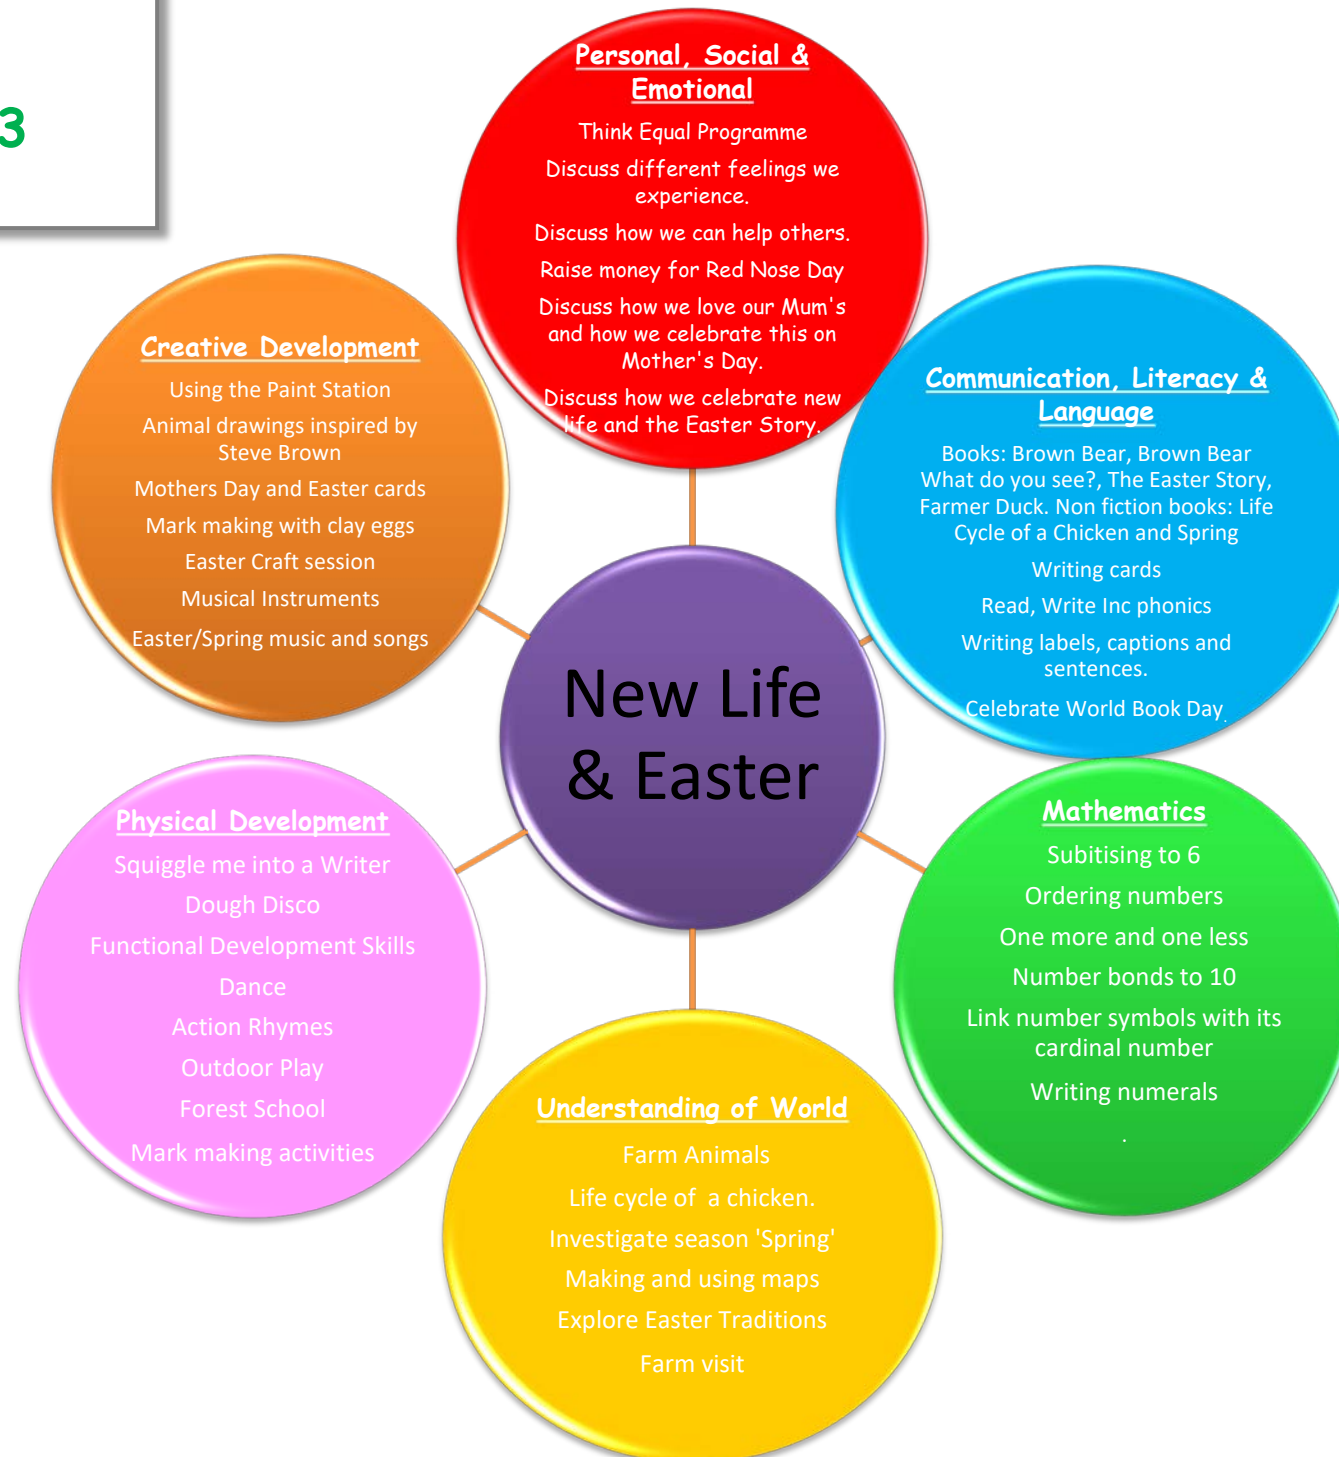 3
Personal, Social &
Emotional
Think Equal Programme
Discuss different feelings we
experience.
Discuss how we can help others.
Raise money for Red Nose Day
Discuss how we love our Mum's
and how we celebrate this on
Mother's Day.
Discuss how we celebrate new
life and the Easter Story.
Communication, Literacy &
Language
Books: Brown Bear, Brown Bear
What do you see?, The Easter Story,
Farmer Duck. Non fiction books: Life
Cycle of a Chicken and Spring
Writing cards
Read, Write Inc phonics
Writing labels, captions and
sentences.
Celebrate World Book Day.
Mathematics
Subitising to 6
Ordering numbers
One more and one less
Number bonds to 10
Link number symbols with its
cardinal number
Writing numerals
.
Understanding of World
Farm Animals
Life cycle of a chicken.
Investigate season 'Spring'
Making and using maps
Explore Easter Traditions
Farm visit
Physical Development
Squiggle me into a Writer
Dough Disco
Functional Development Skills
Dance
Action Rhymes
Outdoor Play
Forest School
Mark making activities
Creative Development
Using the Paint Station
Animal drawings inspired by
Steve Brown
Mothers Day and Easter cards
Mark making with clay eggs
Easter Craft session
Musical Instruments
Easter/Spring music and songs
New Life
& Easter